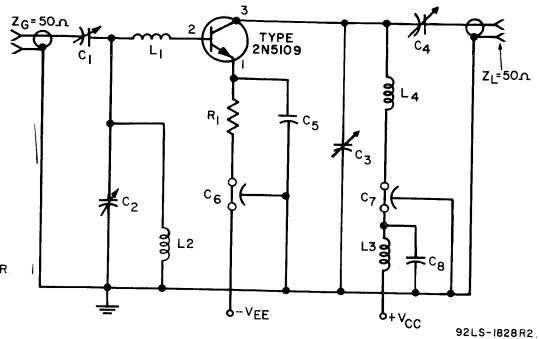 Z_G=50Ω
C1
L1
2
3
1
TYPE
2N5109
C4
Z_L=50Ω
R1
C5
C3
L4
C2
C6
C7
L2
L3
C8
R
-V_EE
+V_CC
92LS-1828R2